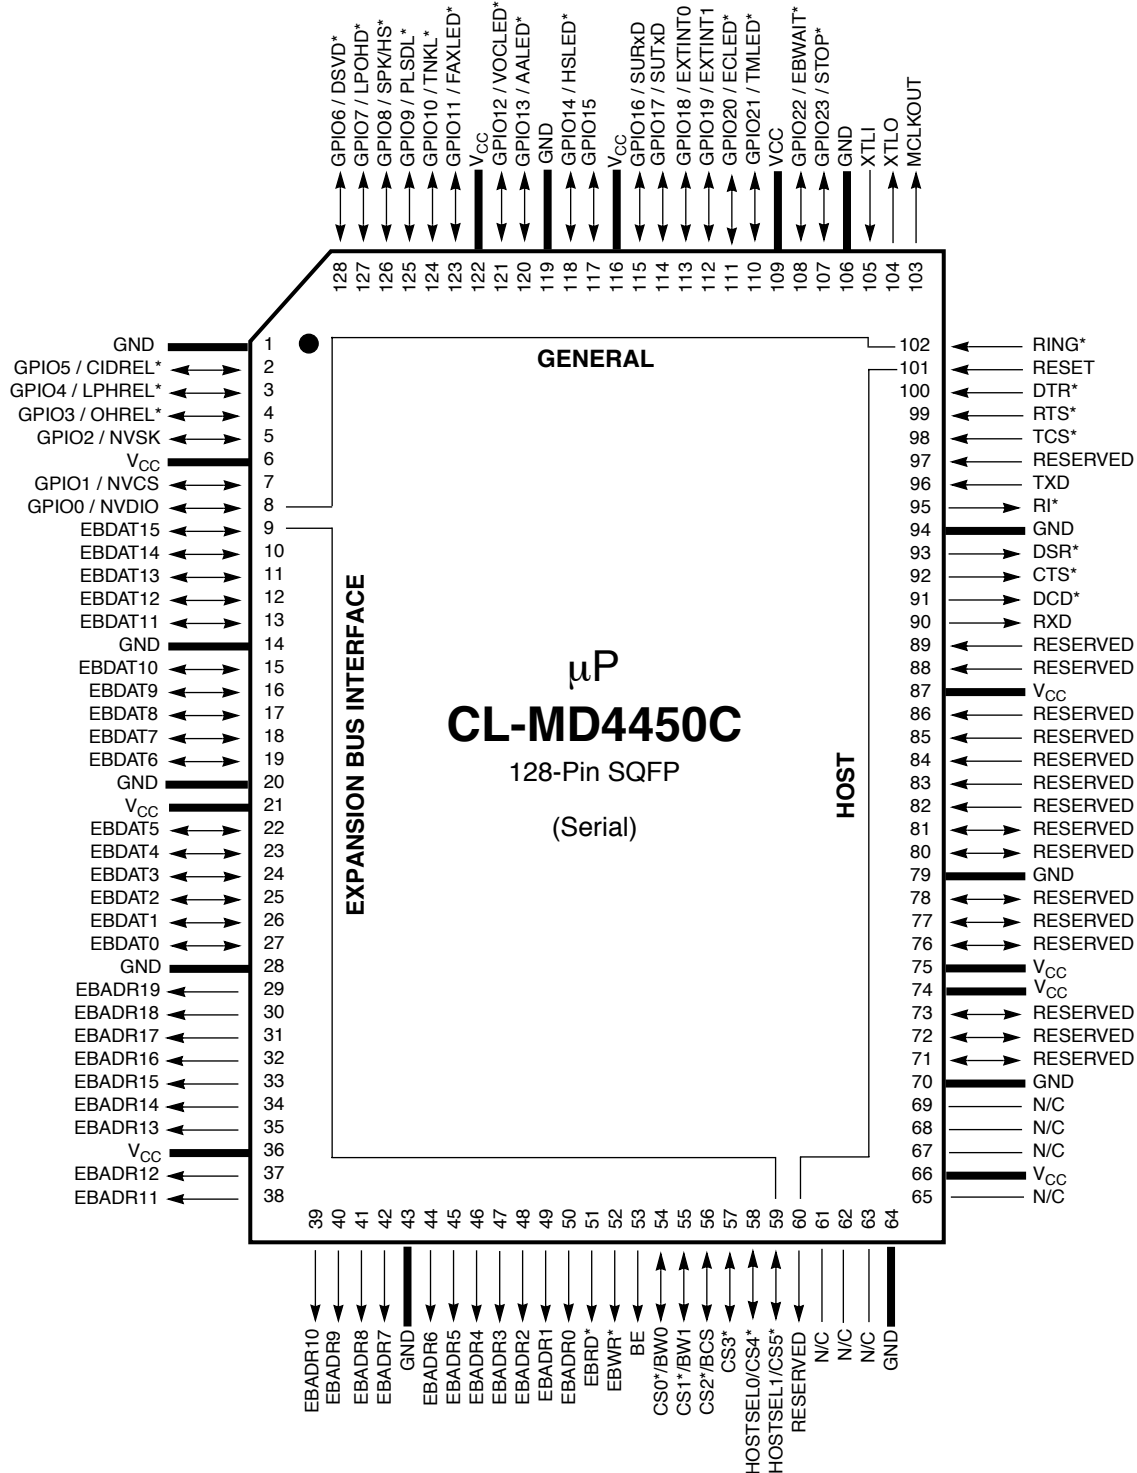 GPIO6 / DSVD*
GPIO7 / LPOHD*
GPIO8 / SPK/HS*
GPIO9 / PLSDL*
GPIO10 / TNKL*
GPIO11 / FAXLED*
VCC
GPIO12 / VOCLED*
GPIO13 / AALED*
GND
GPIO14 / HSLED*
GPIO15
VCC
GPIO16 / SURxD
GPIO17 / SUTxD
GPIO18 / EXTINT0
GPIO19 / EXTINT1
GPIO20 / ECLED*
GPIO21 / TMLED*
VCC
GPIO22 / EBWAIT*
GPIO23 / STOP*
GND
XTLI
XTLO
MCLKOUT
128 127 126 125 124 123 122 121 120 119 118 117 116 115 114 113 112 111 110 109 108 107 106 105 104 103
GND 1
GPIO5 / CIDREL* 2
GPIO4 / LPHREL* 3
GPIO3 / OHREL* 4
GPIO2 / NVSK 5
VCC 6
GPIO1 / NVCS 7
GPIO0 / NVDIO 8
EBDAT15 9
EBDAT14 10
EBDAT13 11
EBDAT12 12
EBDAT11 13
GND 14
EBDAT10 15
EBDAT9 16
EBDAT8 17
EBDAT7 18
EBDAT6 19
GND 20
VCC 21
EBDAT5 22
EBDAT4 23
EBDAT3 24
EBDAT2 25
EBDAT1 26
EBDAT0 27
GND 28
EBADR19 29
EBADR18 30
EBADR17 31
EBADR16 32
EBADR15 33
EBADR14 34
EBADR13 35
VCC 36
EBADR12 37
EBADR11 38
GENERAL
EXPANSION BUS INTERFACE
µP
CL-MD4450C
128-Pin SQFP
(Serial)
HOST
102 RING*
101 RESET
100 DTR*
99 RTS*
98 TCS*
97 RESERVED
96 TXD
95 RI*
94 GND
93 DSR*
92 CTS*
91 DCD*
90 RXD
89 RESERVED
88 RESERVED
87 VCC
86 RESERVED
85 RESERVED
84 RESERVED
83 RESERVED
82 RESERVED
81 RESERVED
80 RESERVED
79 GND
78 RESERVED
77 RESERVED
76 RESERVED
75 VCC
74 VCC
73 RESERVED
72 RESERVED
71 RESERVED
70 GND
69 N/C
68 N/C
67 N/C
66 VCC
65 N/C
39 40 41 42 43 44 45 46 47 48 49 50 51 52 53 54 55 56 57 58 59 60 61 62 63 64
EBADR10
EBADR9
EBADR8
EBADR7
GND
EBADR6
EBADR5
EBADR4
EBADR3
EBADR2
EBADR1
EBADR0
EBRD*
EBWR*
BE
CS0*/BW0
CS1*/BW1
CS2*/BCS
CS3*
HOSTSEL0/CS4*
HOSTSEL1/CS5*
RESERVED
N/C
N/C
N/C
GND